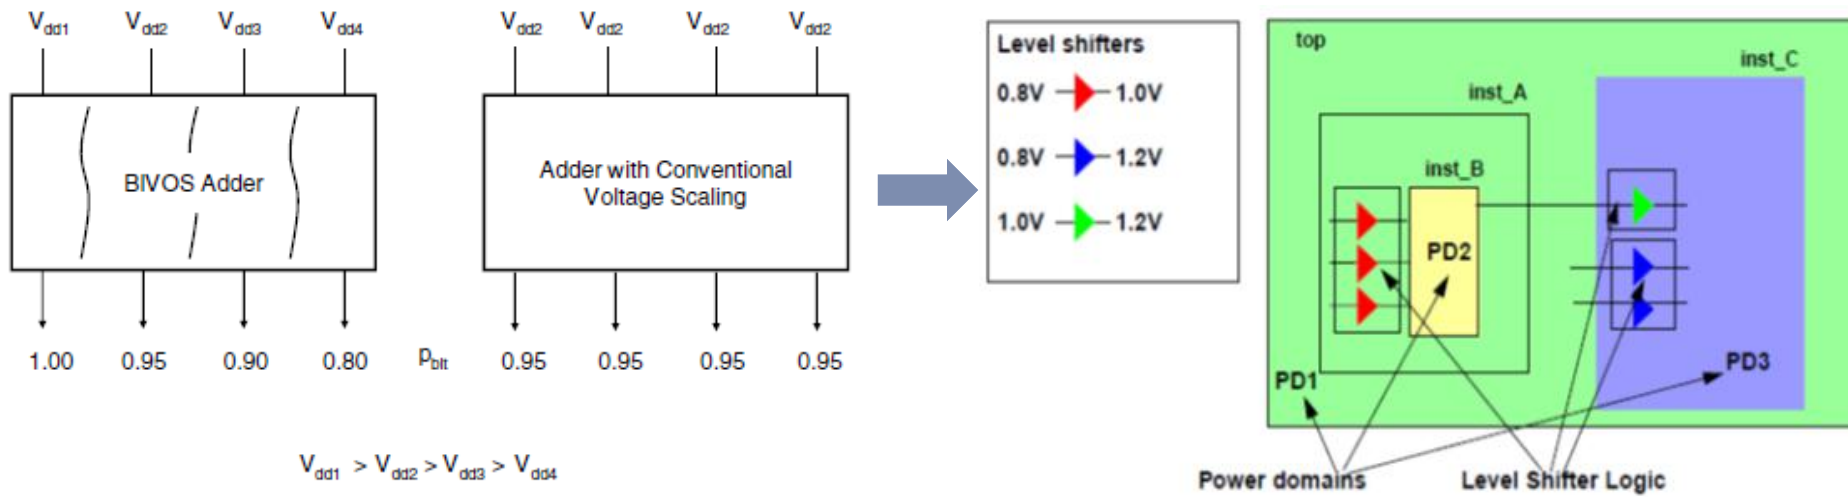 Vdd1 Vdd2 Vdd3 Vdd4
BIVOS Adder
1.00 0.95 0.90 0.80
Pbit
Vdd2 Vdd2 Vdd2 Vdd2
Adder with Conventional
Voltage Scaling
0.95 0.95 0.95 0.95
Vdd1 > Vdd2 > Vdd3 > Vdd4
Level shifters
0.8V 1.0V
0.8V 1.2V
1.0V 1.2V
top
inst_C
inst_A
inst_B
PD2
PD3
PD1
Power domains
Level Shifter Logic